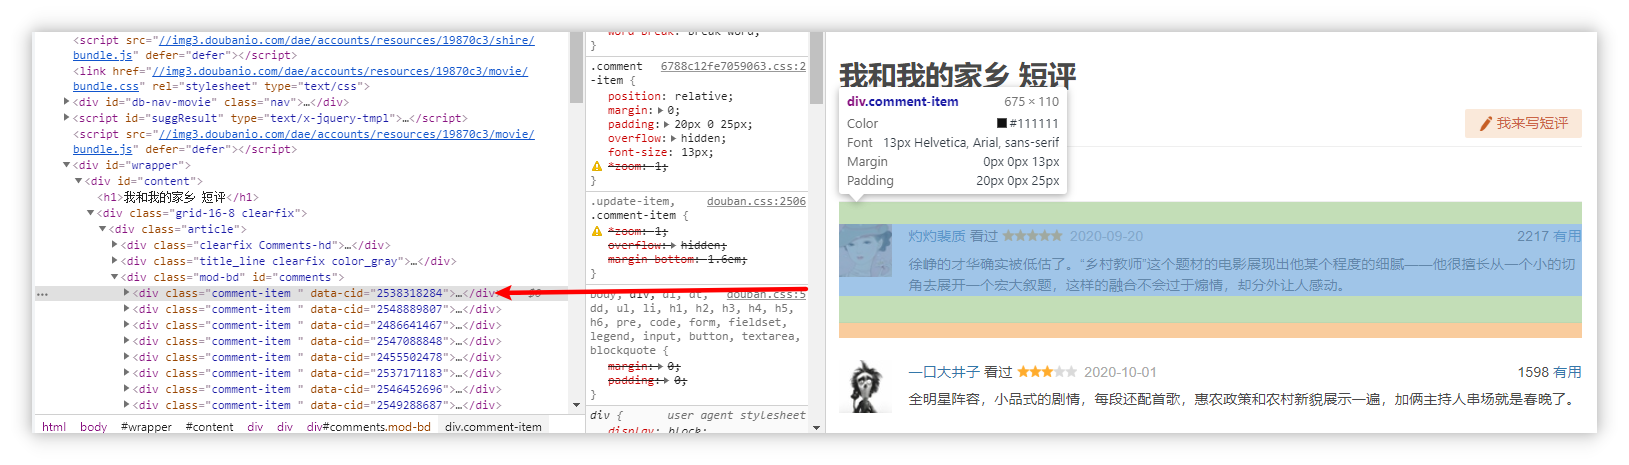 <script src="//img3.doubanio.com/dae/accounts/resources/19870c3/shire/
bundle.js" defer="defer"></script>
<link href="//img3.doubanio.com/dae/accounts/resources/19870c3/movie/
bundle.css" rel="stylesheet" type="text/css">
<div id="db-nav-movie" class="nav">…</div>
<script id="suggResult" type="text/x-jquery-tmpl">…</script>
<script src="//img3.doubanio.com/dae/accounts/resources/19870c3/movie/
bundle.js" defer="defer"></script>
<div id="wrapper">
<div id="content">
<h1>我和我的家乡 短评</h1>
<div class="grid-16-8 clearfix">
<div class="article">
<div class="clearfix Comments-hd">…</div>
<div class="title_line clearfix color_gray">…</div>
<div class="mod-bd" id="comments">
<div class="comment-item " data-cid="2538318284">…</div>
<div class="comment-item " data-cid="2548889807">…</div>
<div class="comment-item " data-cid="2486641467">…</div>
<div class="comment-item " data-cid="2547088848">…</div>
<div class="comment-item " data-cid="2455502478">…</div>
<div class="comment-item " data-cid="2537171183">…</div>
<div class="comment-item " data-cid="2546452696">…</div>
<div class="comment-item " data-cid="2549288687">…</div>
html body #wrapper #content div div div#comments.mod-bd div.comment-item
word-break: break-word;
}
.comment 6788c12fe7059063.css:2
-item {
position: relative;
margin: 0;
padding: 20px 0 25px;
overflow: hidden;
font-size: 13px;
*zoom: 1;
}
.update-item, douban.css:2506
.comment-item {
*zoom: 1;
overflow: hidden;
margin-bottom: 1.6em;
}
body, div, dl, dt, douban.css:5
dd, ul, li, h1, h2, h3, h4, h5,
h6, pre, code, form, fieldset,
legend, input, button, textarea,
blockquote {
margin: 0;
padding: 0;
}
div { user agent stylesheet
display: block;
我和我的家乡 短评
div.comment-item 675 × 110
Color #111111
Font 13px Helvetica, Arial, sans-serif
Margin 0px 0px 13px
Padding 20px 0px 25px
我来写短评
灼灼裴质 看过 2020-09-20 2217 有用
徐峥的才华确实被低估了。“乡村教师”这个题材的电影展现出他某个程度的细腻——他很擅长从一个小的切
角去展开一个宏大叙题，这样的融合不会过于煽情，却分外让人感动。
一口大井子 看过 2020-10-01 1598 有用
全明星阵容，小品式的剧情，每段还配首歌，惠农政策和农村新貌展示一遍，加俩主持人串场就是春晚了。